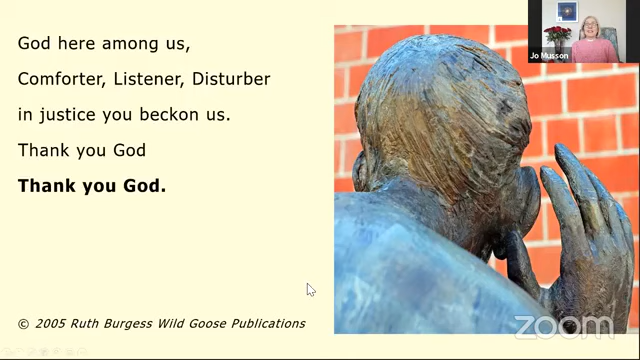 God here among us,
Comforter, Listener, Disturber
in justice you beckon us.
Thank you God
Thank you God.
© 2005 Ruth Burgess Wild Goose Publications
Jo Musson
zoom